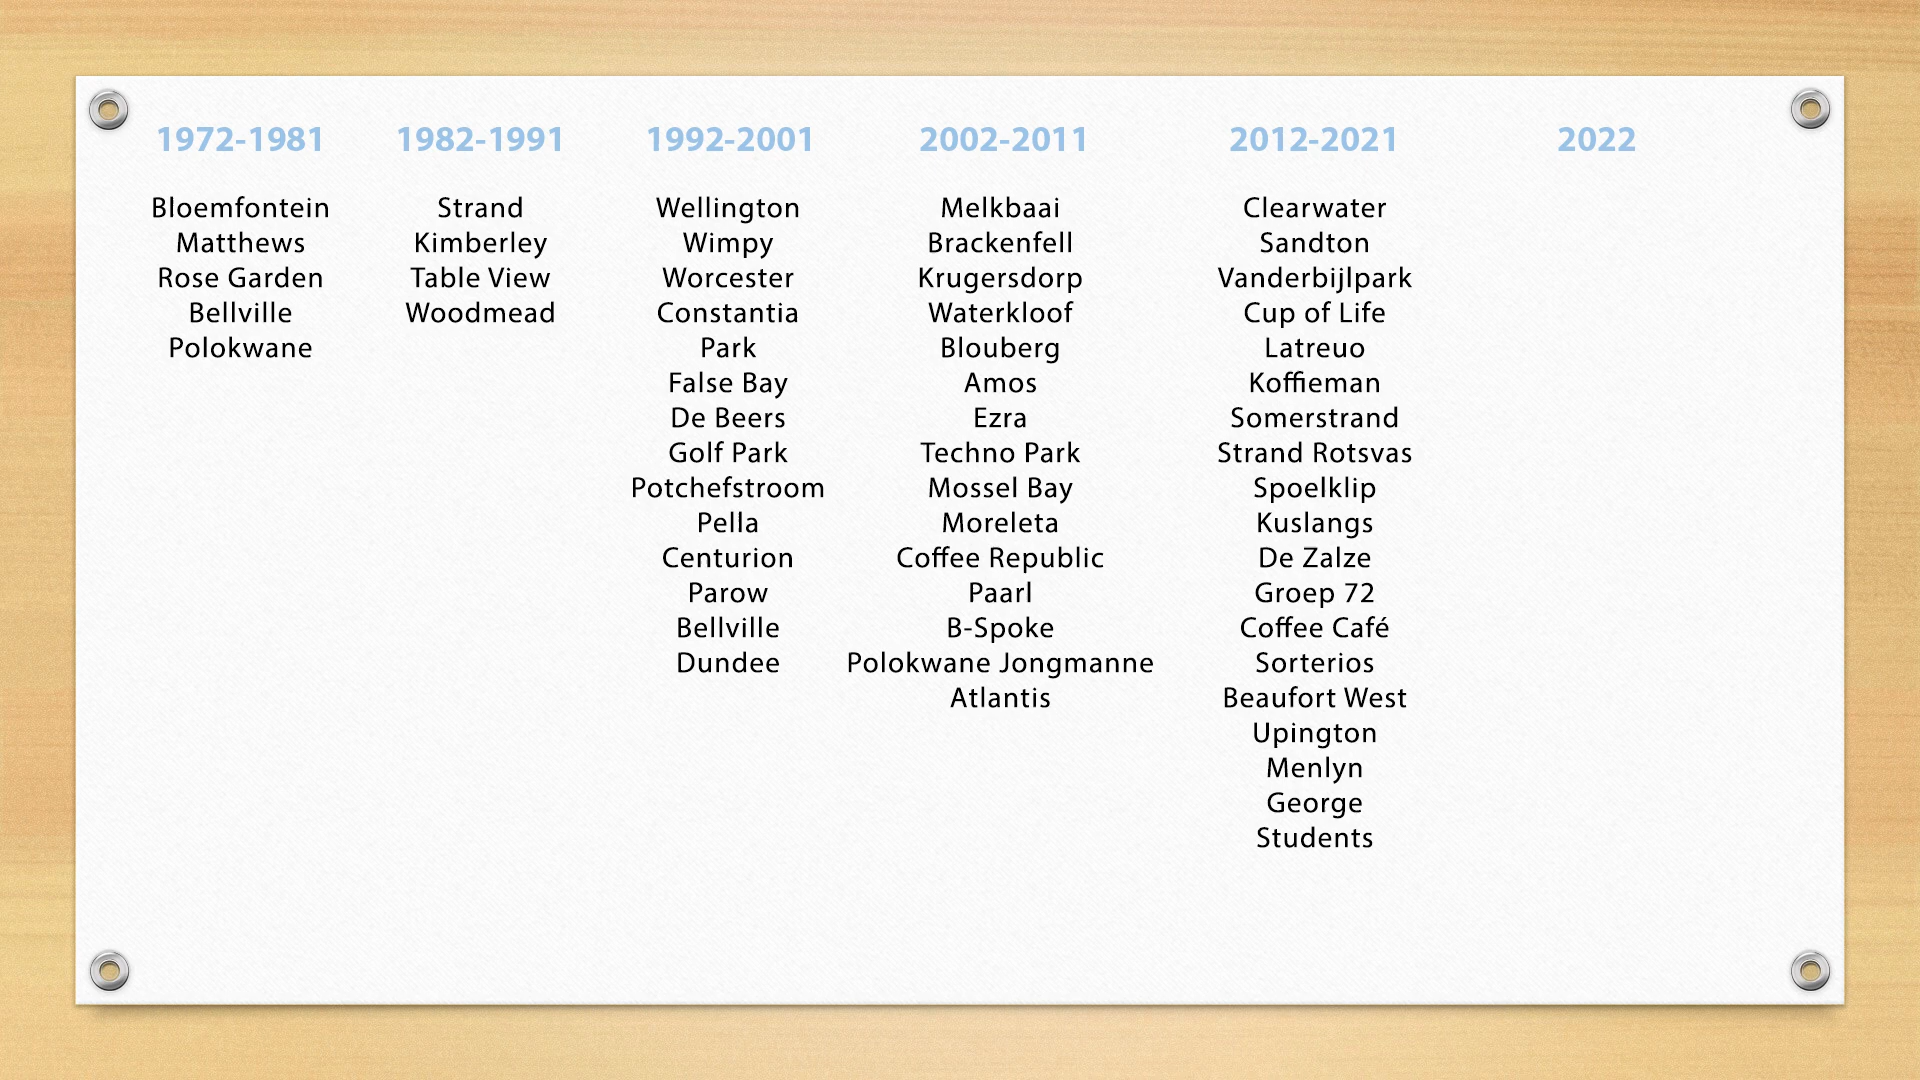 1972-1981
Bloemfontein
Matthews
Rose Garden
Bellville
Polokwane
1982-1991
Strand
Kimberley
Table View
Woodmead
1992-2001
Wellington
Wimpy
Worcester
Constantia
Park
False Bay
De Beers
Golf Park
Potchefstroom
Pella
Centurion
Parow
Bellville
Dundee
2002-2011
Melkbaai
Brackenfell
Krugersdorp
Waterkloof
Blouberg
Amos
Ezra
Techno Park
Mossel Bay
Moreleta
Coffee Republic
Paarl
B-Spoke
Polokwane Jongmanne
Atlantis
2012-2021
Clearwater
Sandton
Vanderbijlpark
Cup of Life
Latreuo
Koffieman
Somerstrand
Strand Rotsvas
Spoelklip
Kuslangs
De Zalze
Groep 72
Coffee Café
Sorterios
Beaufort West
Upington
Menlyn
George
Students
2022